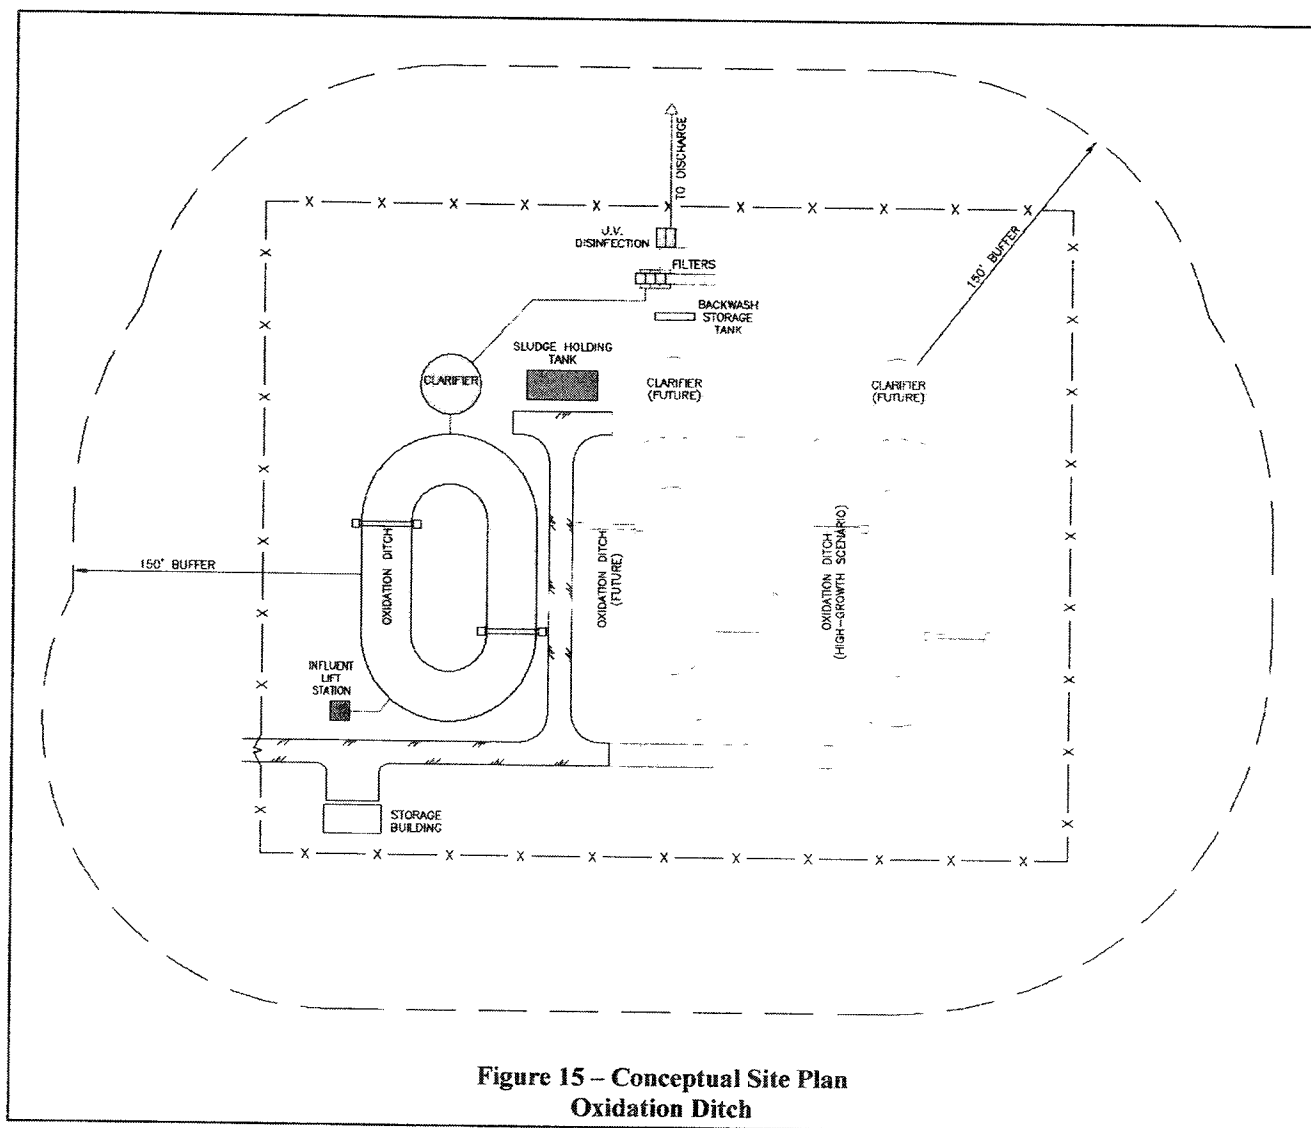 TO DISCHARGE
U.V.
DISINFECTION
FILTERS
150' BUFFER
BACKWASH
STORAGE
TANK
SLUDGE HOLDING
TANK
CLARIFIER
CLARIFIER
(FUTURE)
CLARIFIER
(FUTURE)
150' BUFFER
OXIDATION DITCH
OXIDATION DITCH
(FUTURE)
OXIDATION DITCH
(HIGH-GROWTH SCENARIO)
INFLUENT
LIFT
STATION
STORAGE
BUILDING
Figure 15 – Conceptual Site Plan
Oxidation Ditch